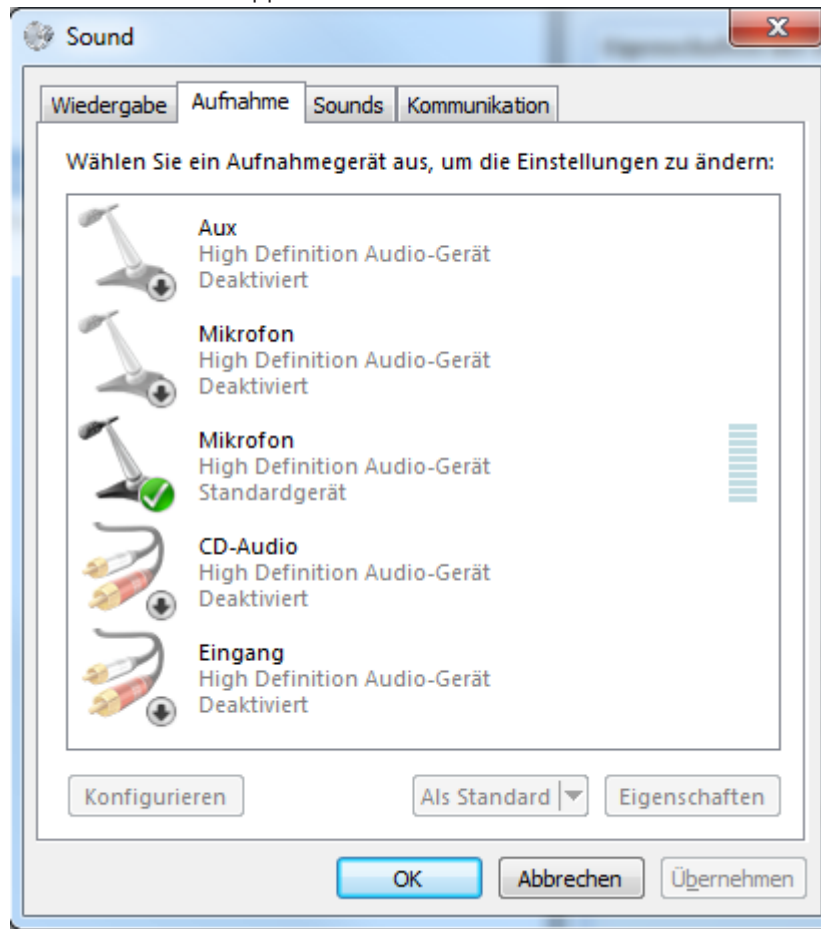 Sound
Wiedergabe Aufnahme Sounds Kommunikation
Wählen Sie ein Aufnahmegerät aus, um die Einstellungen zu ändern:
Aux
High Definition Audio-Gerät
Deaktiviert
Mikrofon
High Definition Audio-Gerät
Deaktiviert
Mikrofon
High Definition Audio-Gerät
Standardgerät
CD-Audio
High Definition Audio-Gerät
Deaktiviert
Eingang
High Definition Audio-Gerät
Deaktiviert
Konfigurieren Als Standard Eigenschaften
OK Abbrechen Übernehmen